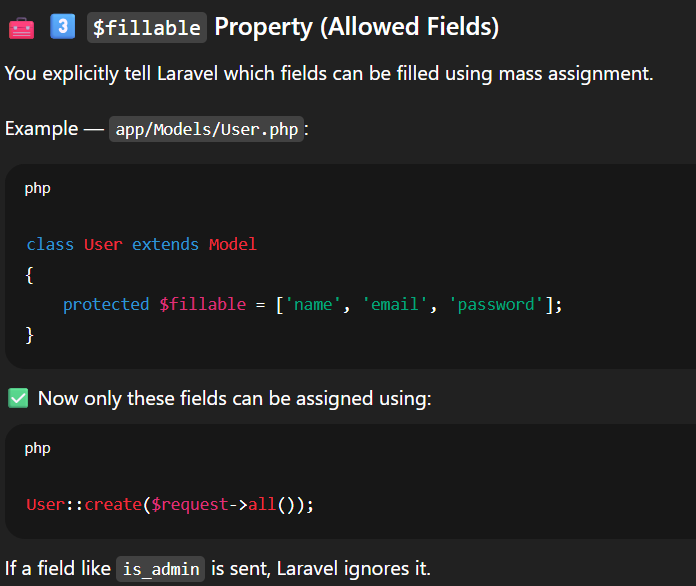 🧰 3️⃣ $fillable Property (Allowed Fields)
You explicitly tell Laravel which fields can be filled using mass assignment.
Example — app/Models/User.php:
php
class User extends Model
{
    protected $fillable = ['name', 'email', 'password'];
}
✅ Now only these fields can be assigned using:
php
User::create($request->all());
If a field like is_admin is sent, Laravel ignores it.